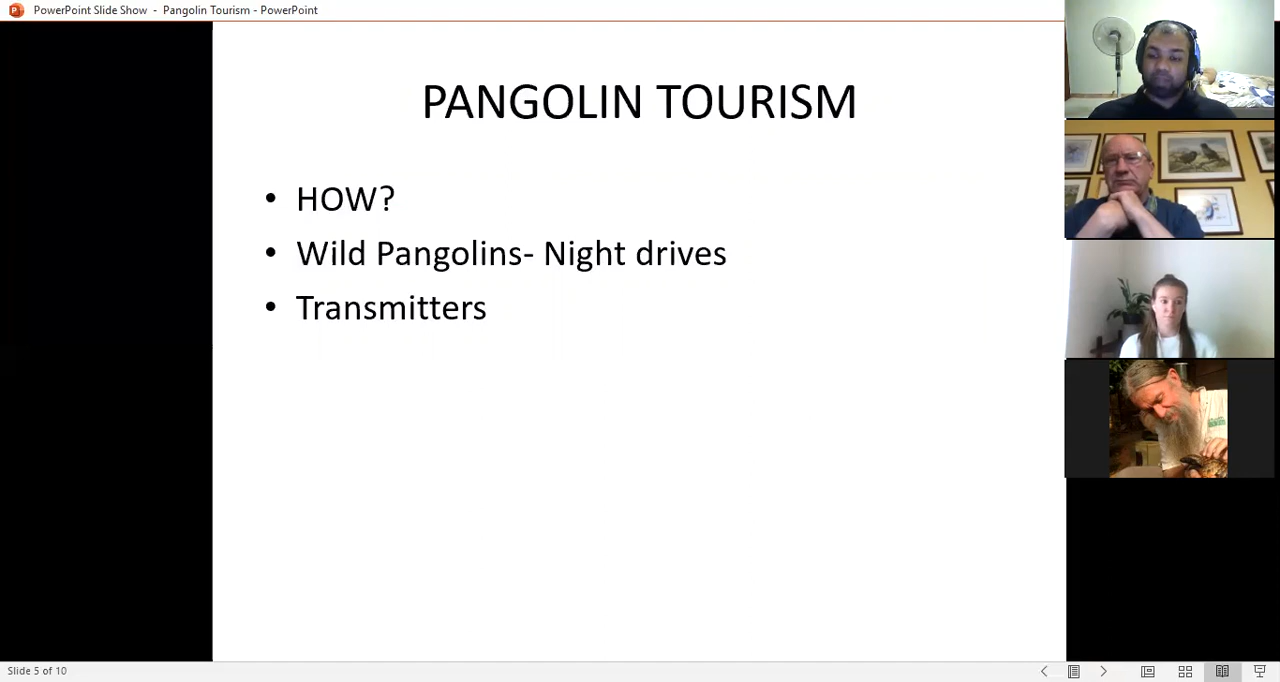 PowerPoint Slide Show - Pangolin Tourism - PowerPoint
PANGOLIN TOURISM
• HOW?
• Wild Pangolins- Night drives
• Transmitters
Slide 5 of 10